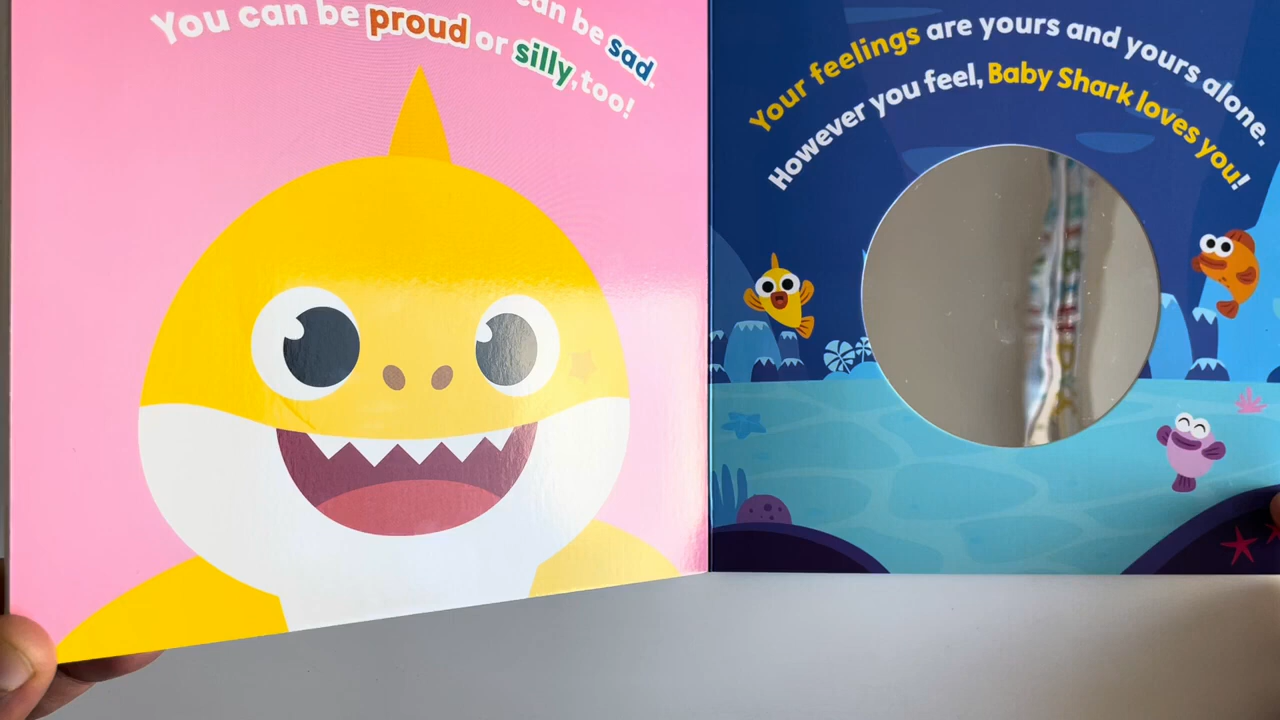 can be sad.
You can be proud or silly, too!
Your feelings are yours and yours alone.
However you feel, Baby Shark loves you!